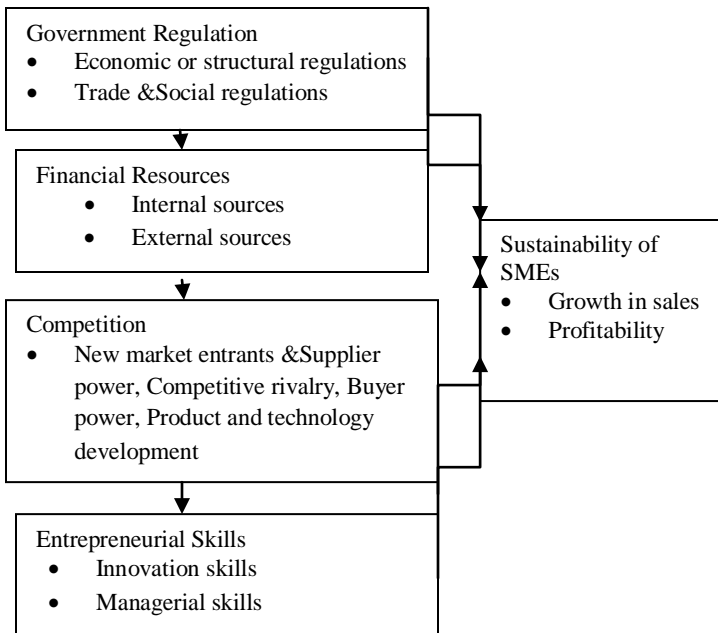 Government Regulation
• Economic or structural regulations
• Trade &Social regulations
Financial Resources
• Internal sources
• External sources
Competition
• New market entrants &Supplier
power, Competitive rivalry, Buyer
power, Product and technology
development
Entrepreneurial Skills
• Innovation skills
• Managerial skills
Sustainability of
SMEs
• Growth in sales
• Profitability